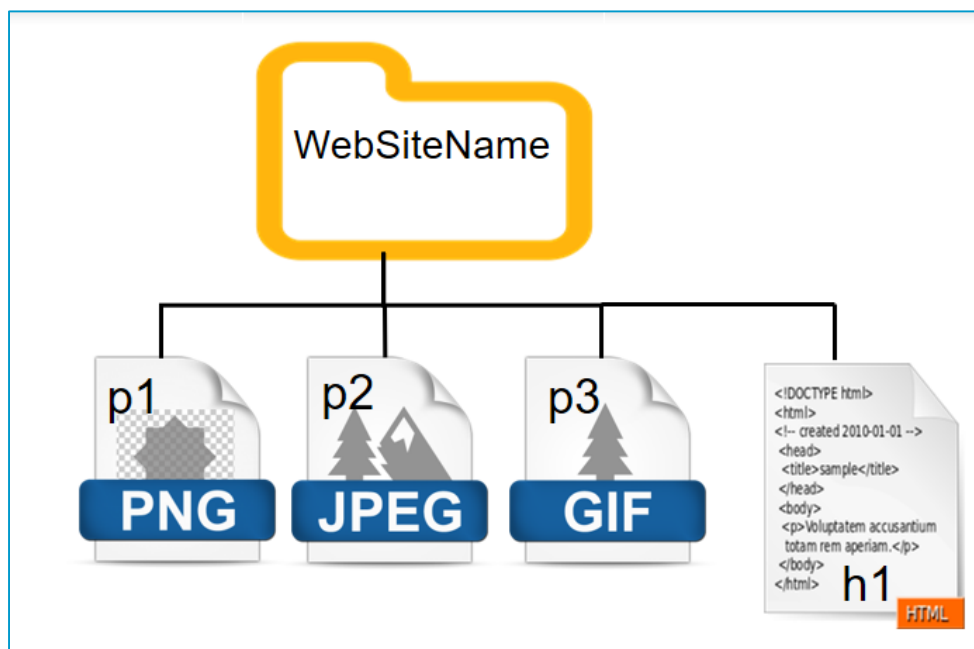 WebSiteName
p1
PNG
p2
JPEG
p3
GIF
<!DOCTYPE html>
<html>
<!-- created 2010-01-01 -->
<head>
<title>sample</title>
</head>
<body>
<p>Voluptatem accusantium
totam rem aperiam.</p>
</body>
</html>
h1
HTML